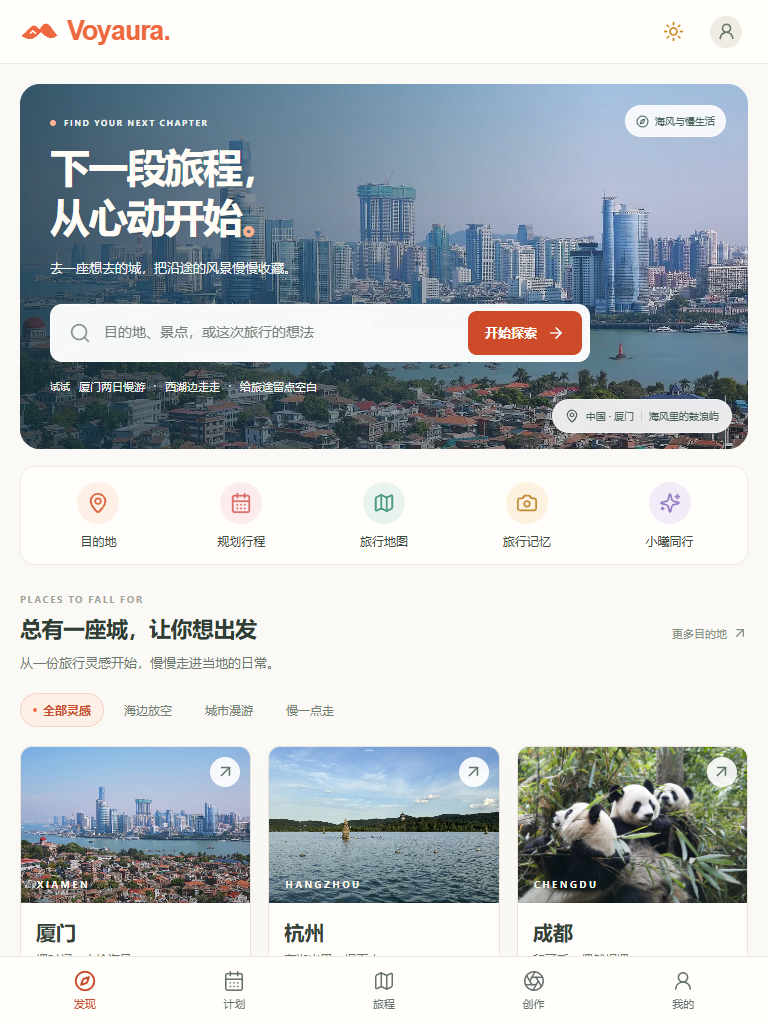 Voyaura.
FIND YOUR NEXT CHAPTER
海风与慢生活
下一段旅程，
从心动开始。
去一座想去的城，把沿途的风景慢慢收藏。
目的地、景点，或这次旅行的想法
开始探索
试试 厦门两日慢游 · 西湖边走走 · 给旅途留点空白
中国 · 厦门 | 海风里的鼓浪屿
目的地
规划行程
旅行地图
旅行记忆
小曦同行
PLACES TO FALL FOR
总有一座城，让你想出发
更多目的地
从一份旅行灵感开始，慢慢走进当地的日常。
全部灵感
海边放空
城市漫游
慢一点走
XIAMEN
HANGZHOU
CHENGDU
厦门
杭州
成都
发现
计划
旅程
创作
我的